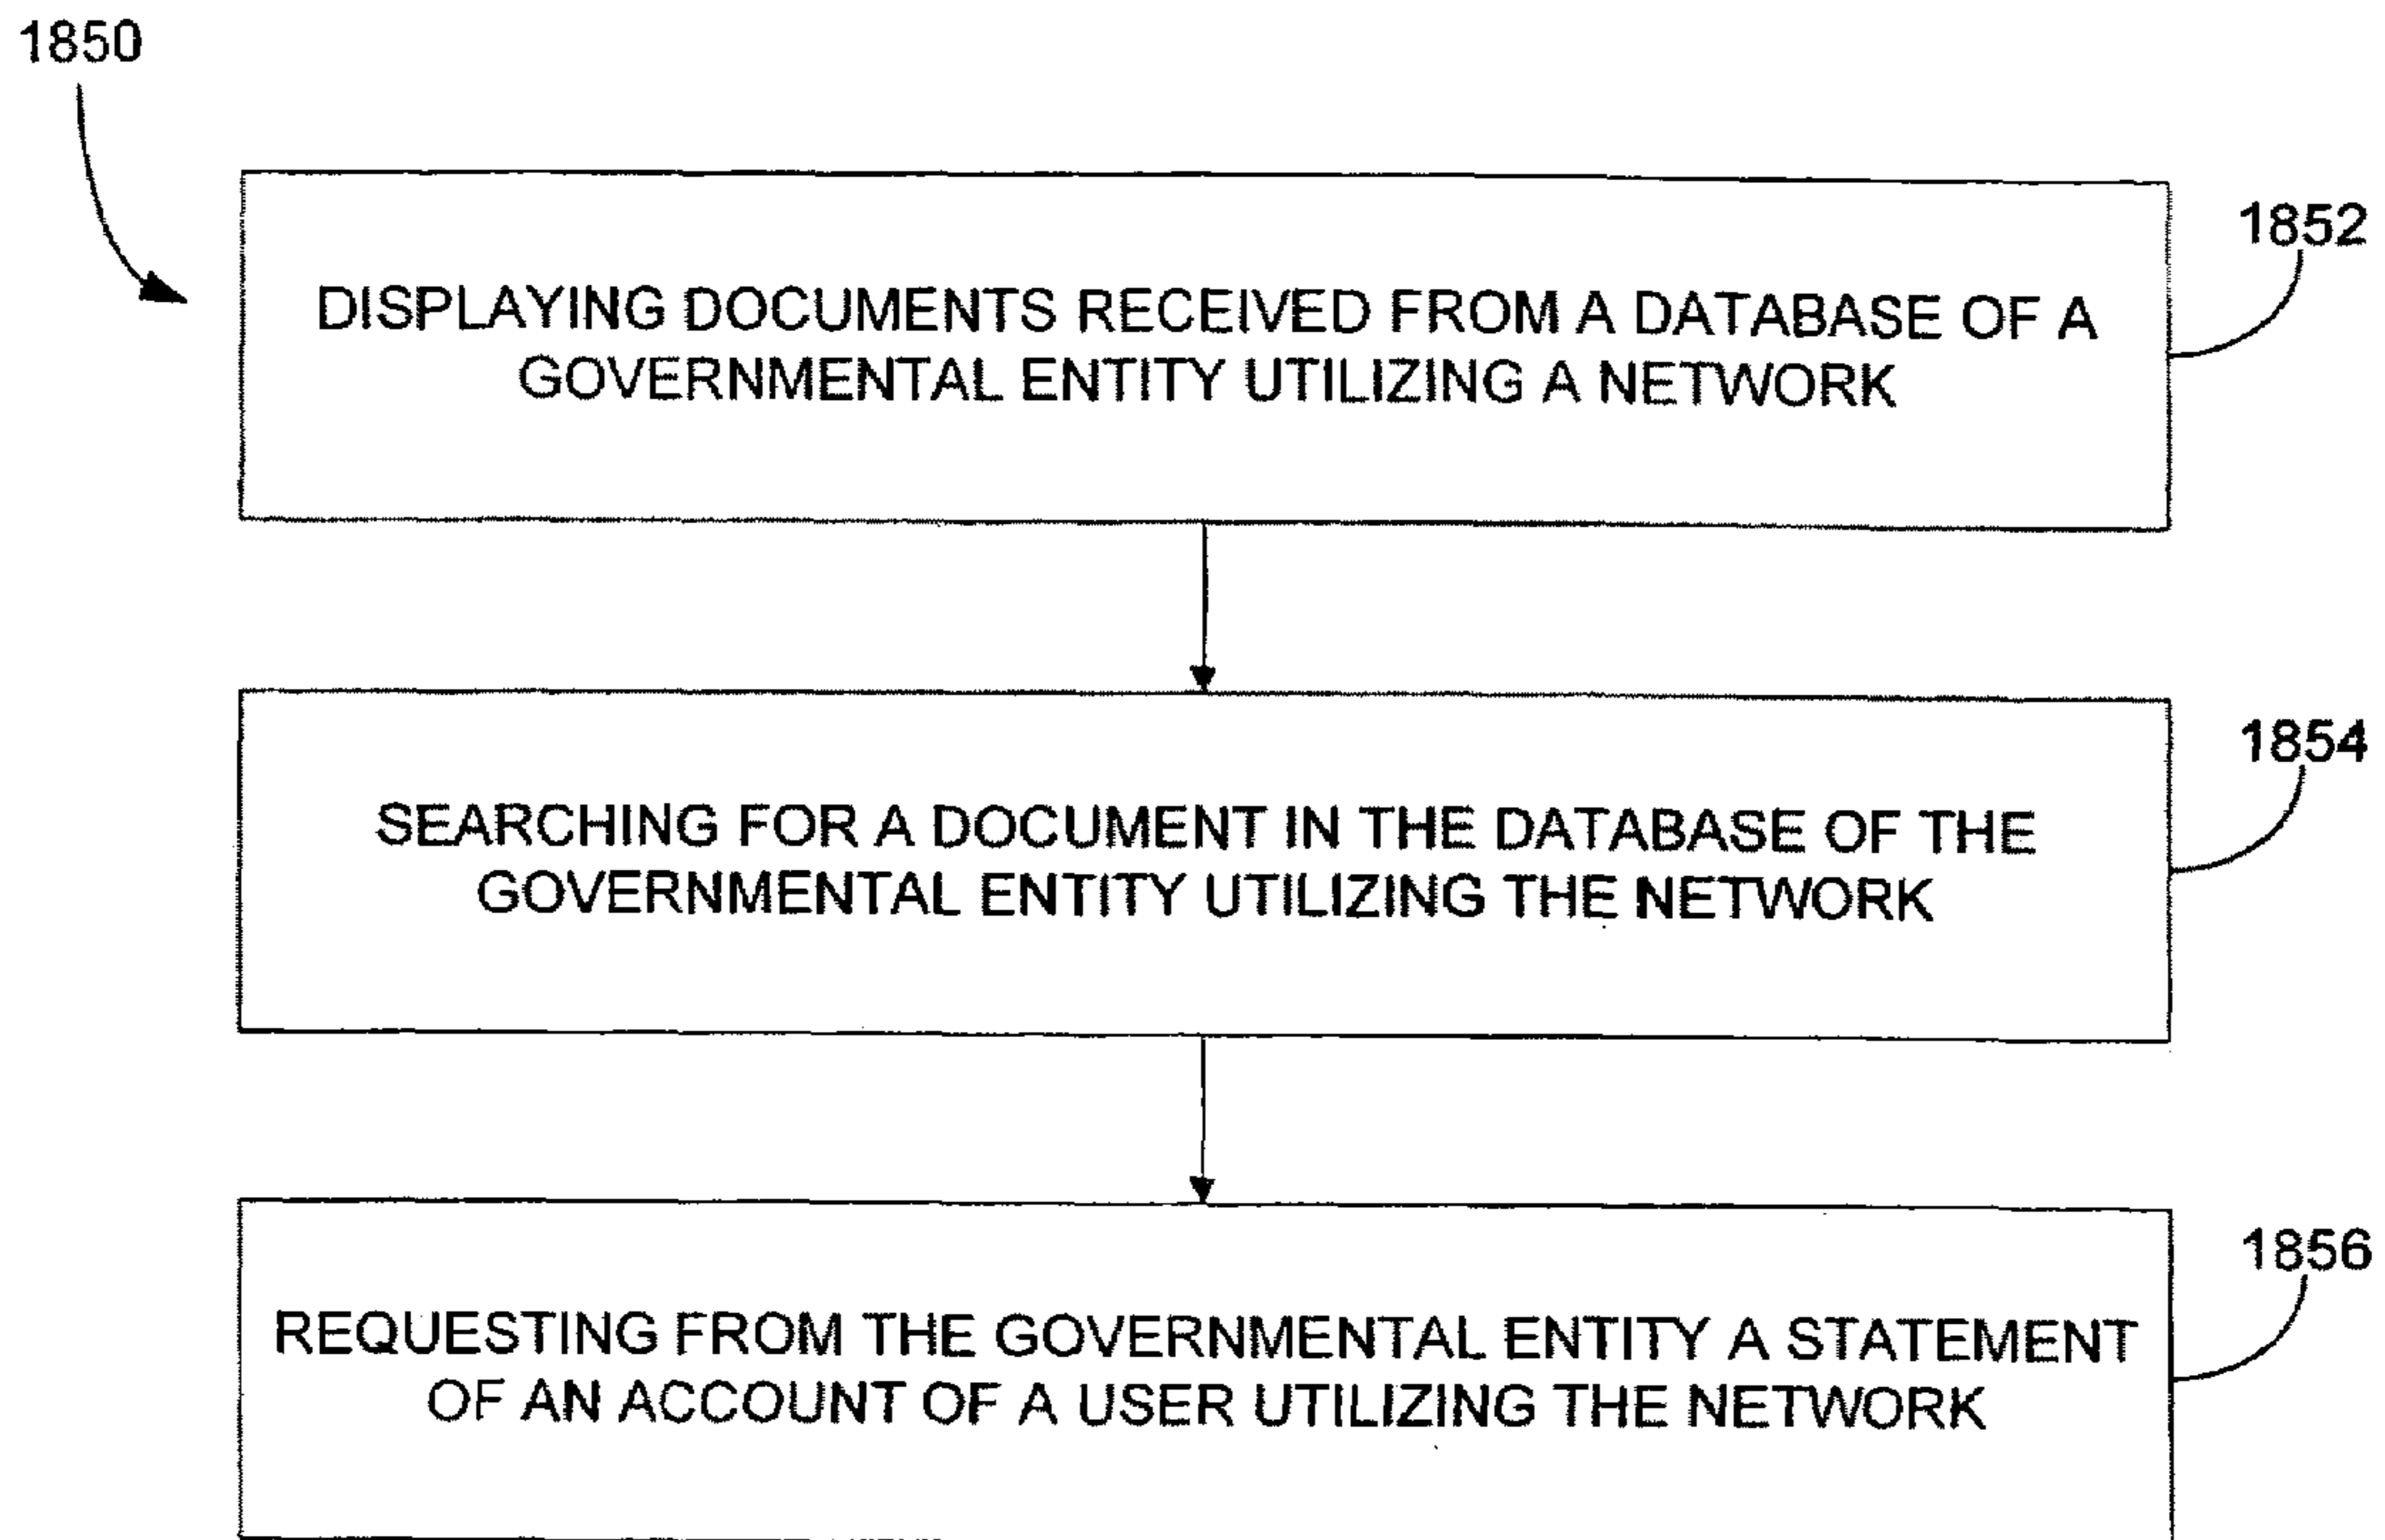 1850
1852
DISPLAYING DOCUMENTS RECEIVED FROM A DATABASE OF A
GOVERNMENTAL ENTITY UTILIZING A NETWORK
1854
SEARCHING FOR A DOCUMENT IN THE DATABASE OF THE
GOVERNMENTAL ENTITY UTILIZING THE NETWORK
1856
REQUESTING FROM THE GOVERNMENTAL ENTITY A STATEMENT
OF AN ACCOUNT OF A USER UTILIZING THE NETWORK